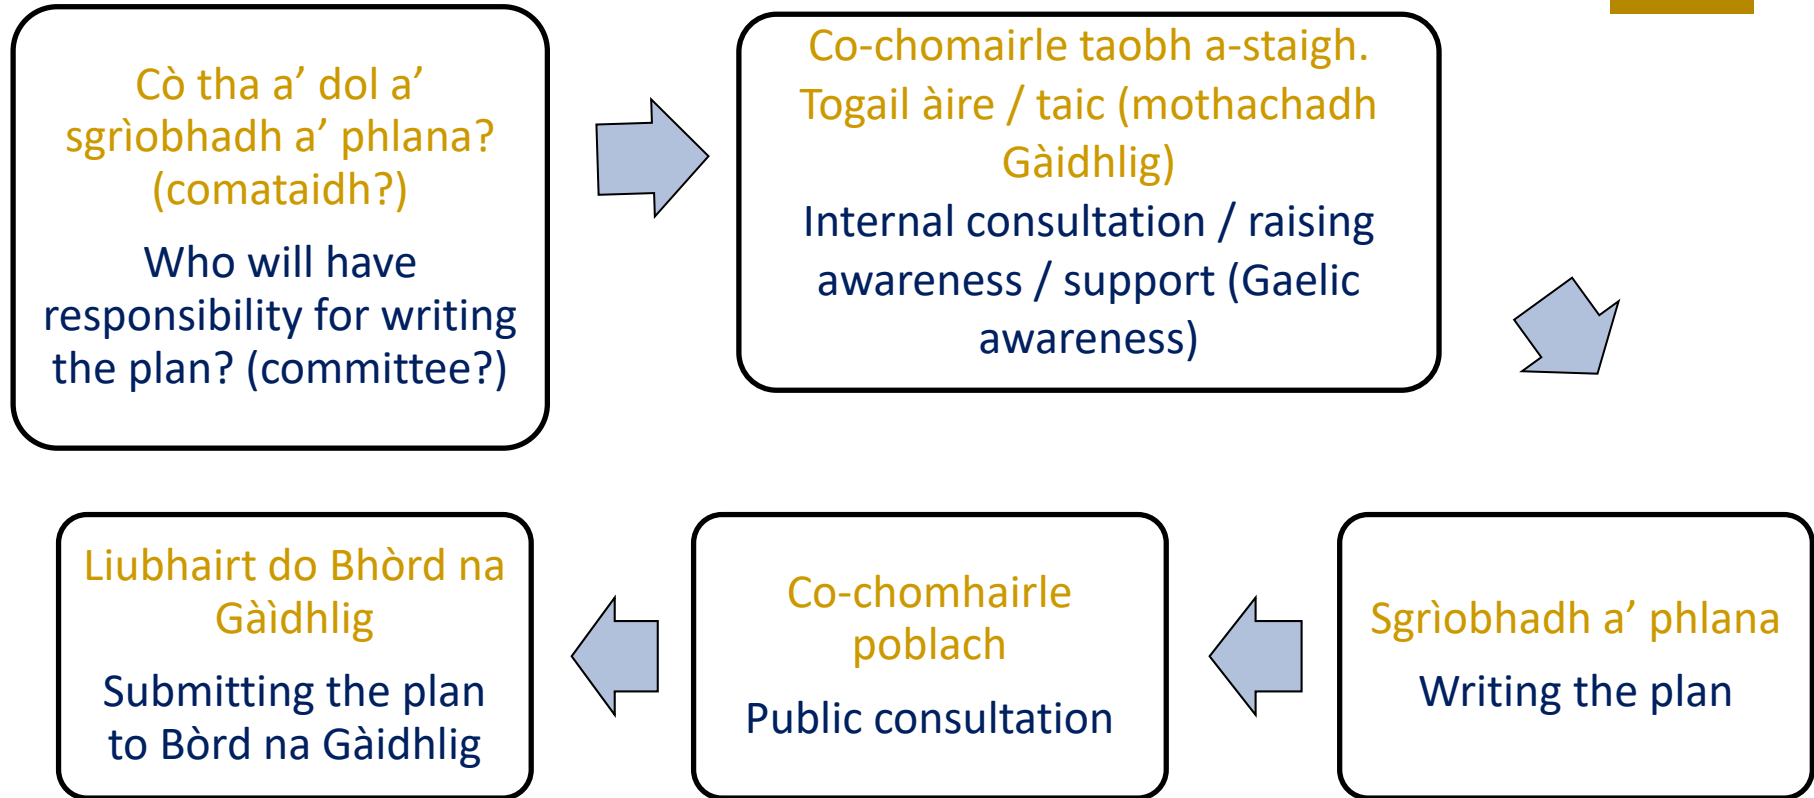 Cò tha a’ dol a’
sgrìobhadh a’ phlana?
(comataidh?)
Who will have
responsibility for writing
the plan? (committee?)
Co-chomairle taobh a-staigh.
Togail àire / taic (mothachadh
Gàidhlig)
Internal consultation / raising
awareness / support (Gaelic
awareness)
Sgrìobhadh a’ phlana
Writing the plan
Co-chomhairle
poblach
Public consultation
Liubhairt do Bhòrd na
Gàìdhlig
Submitting the plan
to Bòrd na Gàidhlig